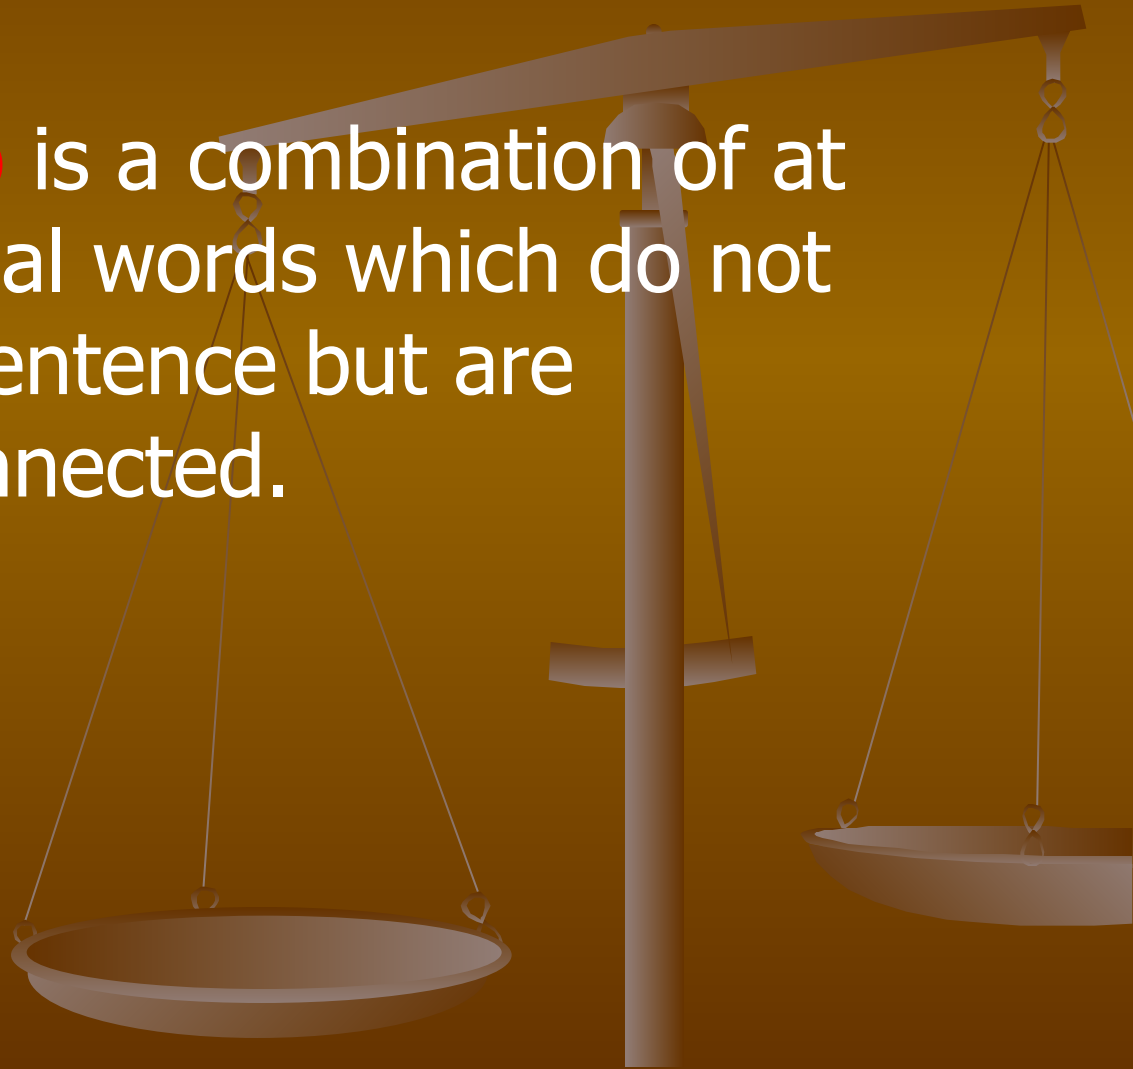 is a combination of at
al words which do not
entence but are
nnected.